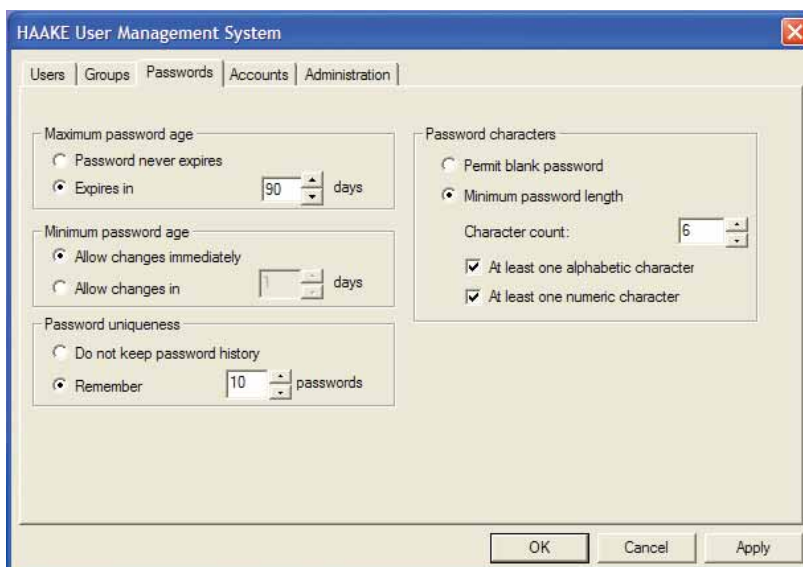 HAAKE User Management System
Users Groups Passwords Accounts Administration
Maximum password age
Password never expires
Expires in 90 days
Minimum password age
Allow changes immediately
Allow changes in 1 days
Password uniqueness
Do not keep password history
Remember 10 passwords
Password characters
Permit blank password
Minimum password length
Character count: 6
At least one alphabetic character
At least one numeric character
OK Cancel Apply